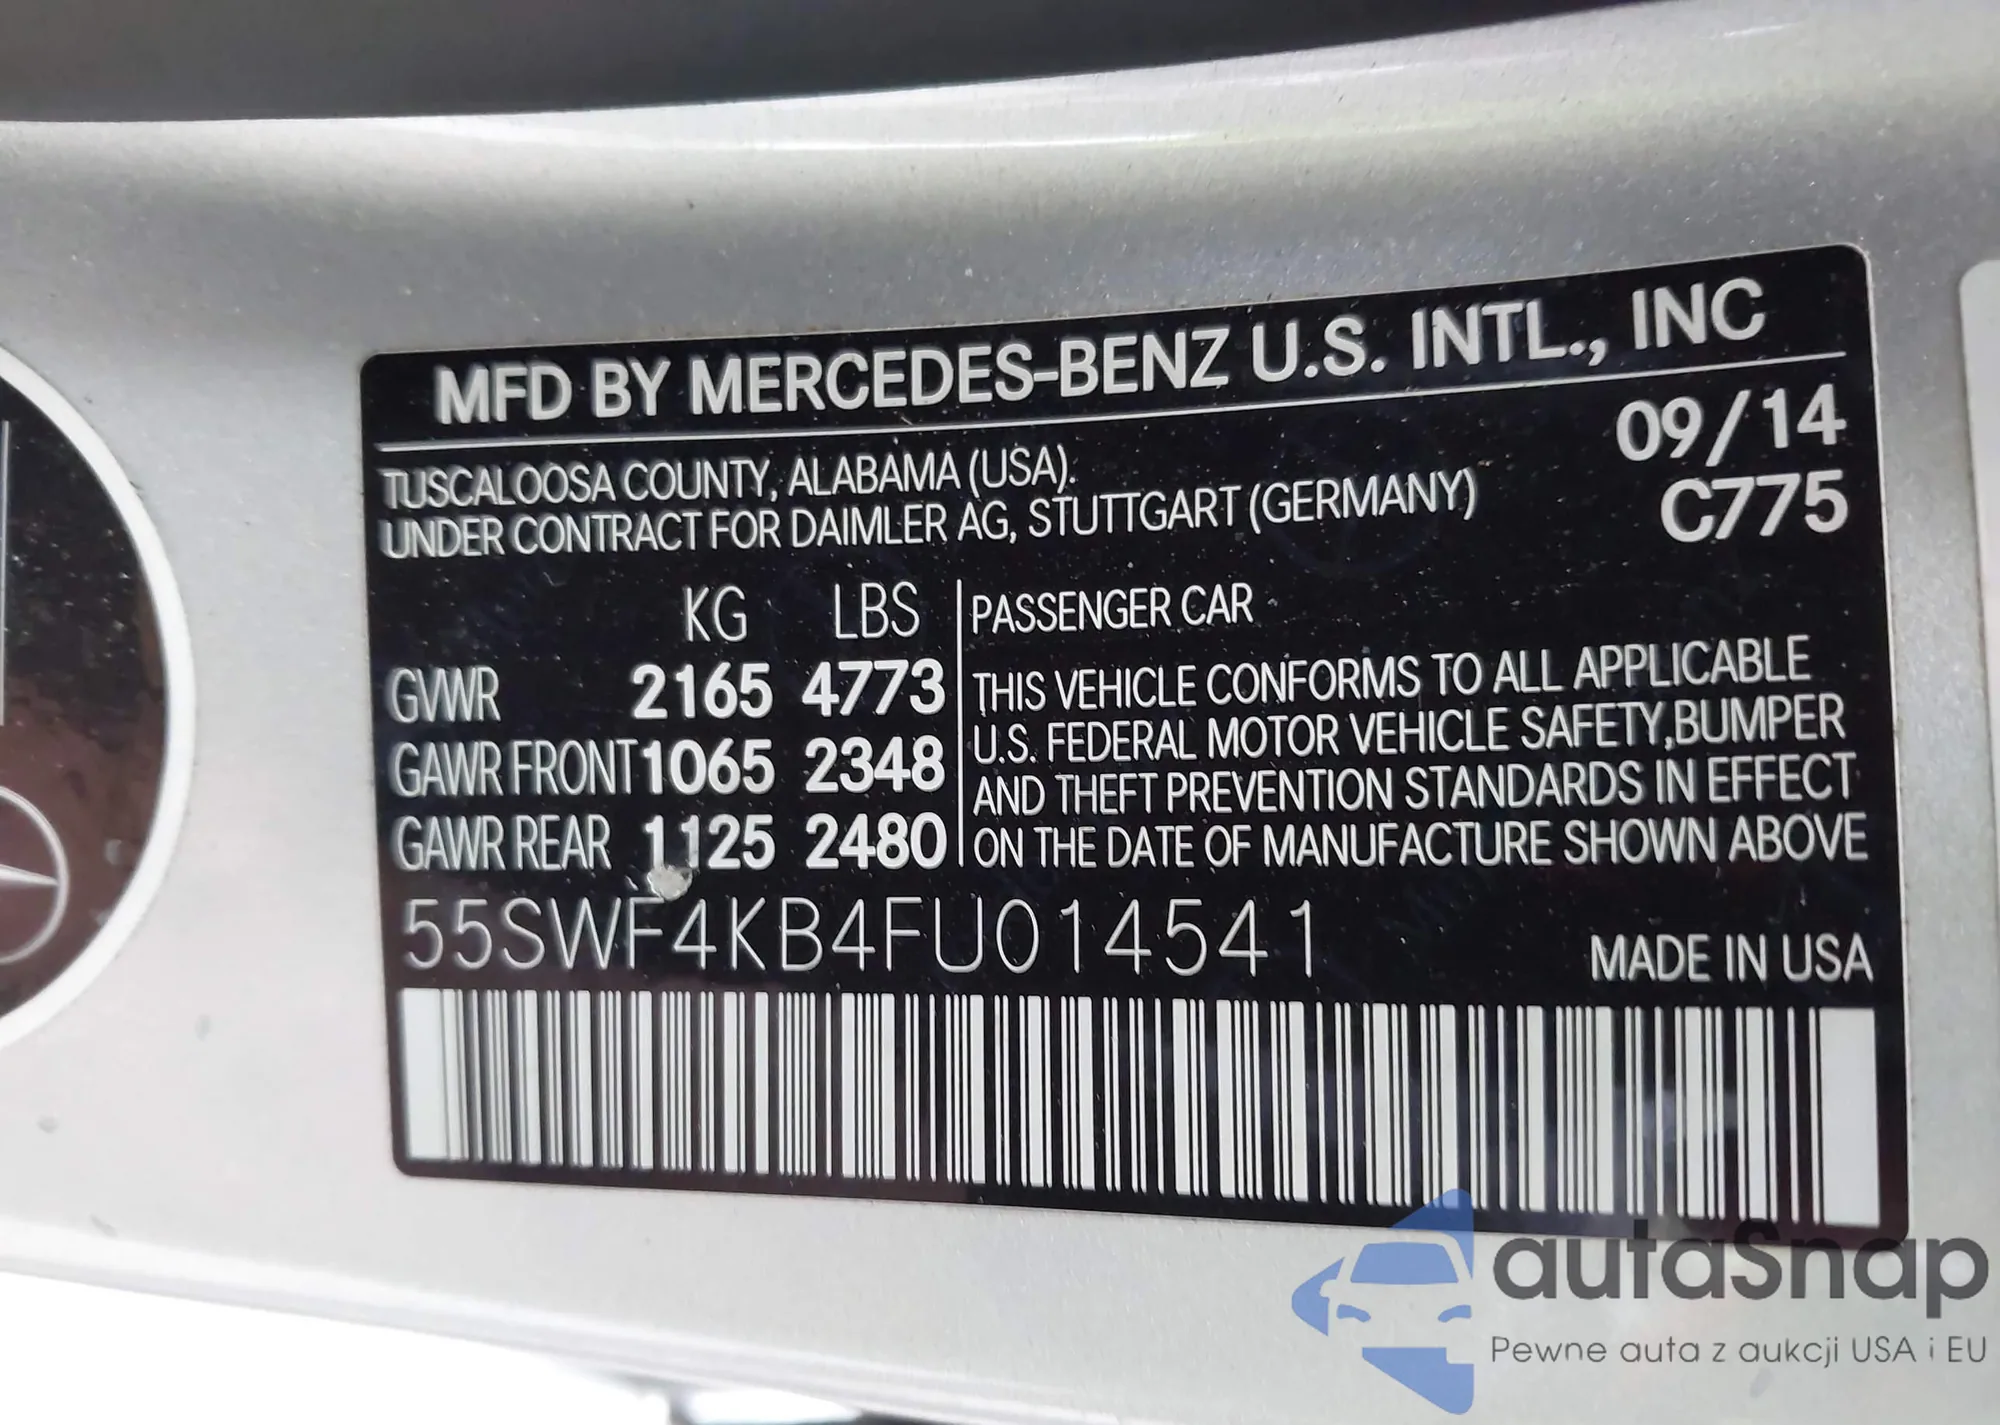 MFD BY MERCEDES-BENZ U.S. INTL., INC
09/14
TUSCALOOSA COUNTY, ALABAMA (USA).
UNDER CONTRACT FOR DAIMLER AG, STUTTGART (GERMANY)
C775
KG LBS
GVWR 2165 4773
GAWR FRONT 1065 2348
GAWR REAR 1125 2480
PASSENGER CAR
THIS VEHICLE CONFORMS TO ALL APPLICABLE
U.S. FEDERAL MOTOR VEHICLE SAFETY,BUMPER
AND THEFT PREVENTION STANDARDS IN EFFECT
ON THE DATE OF MANUFACTURE SHOWN ABOVE
55SWF4KB4FU014541
MADE IN USA
autaSnap
Pewne auta z aukcji USA i EU